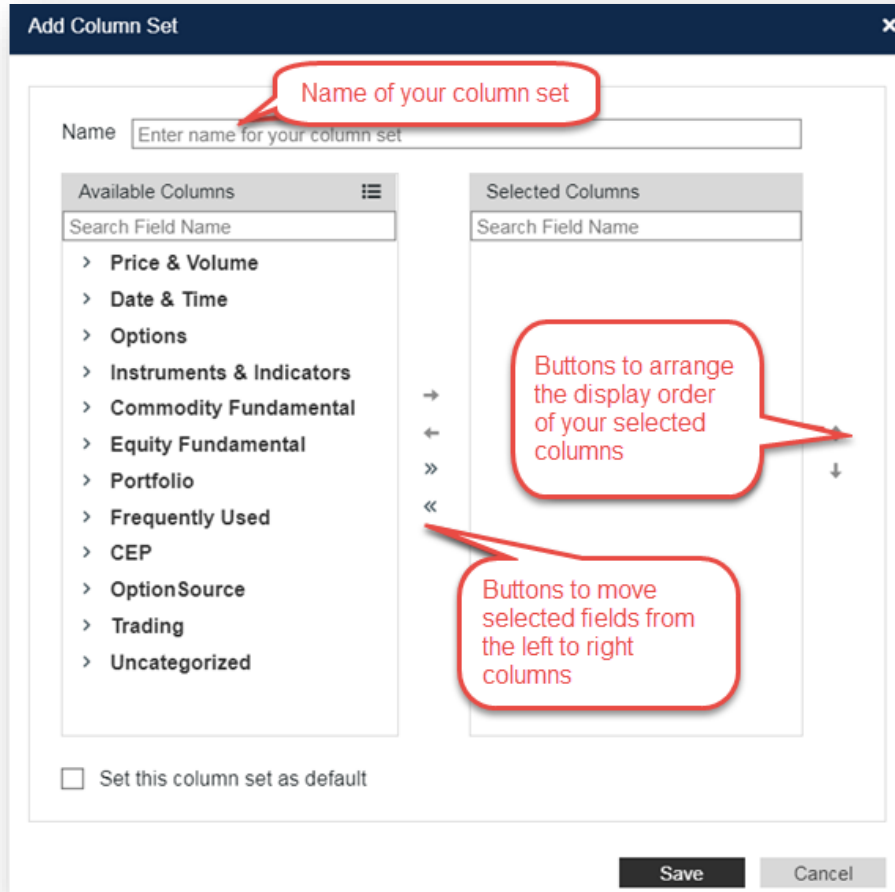 Add Column Set
Name of your column set
Name
Enter name for your column set
Available Columns
Selected Columns
Search Field Name
Search Field Name
Price & Volume
Date & Time
Options
Instruments & Indicators
Commodity Fundamental
Equity Fundamental
Portfolio
Frequently Used
CEP
OptionSource
Trading
Uncategorized
Buttons to arrange
the display order
of your selected
columns
Buttons to move
selected fields from
the left to right
columns
Set this column set as default
Save
Cancel